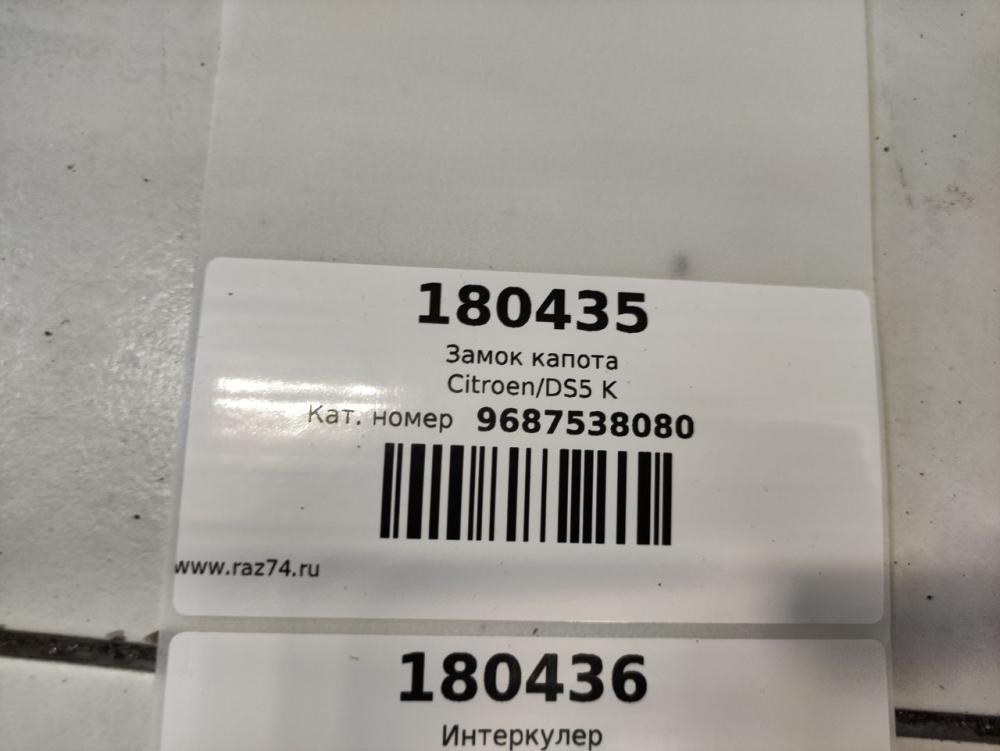 180435
Замок капота
Citroen/DS5 K
Кат. номер 9687538080
www.raz74.ru
180436
Интеркулер